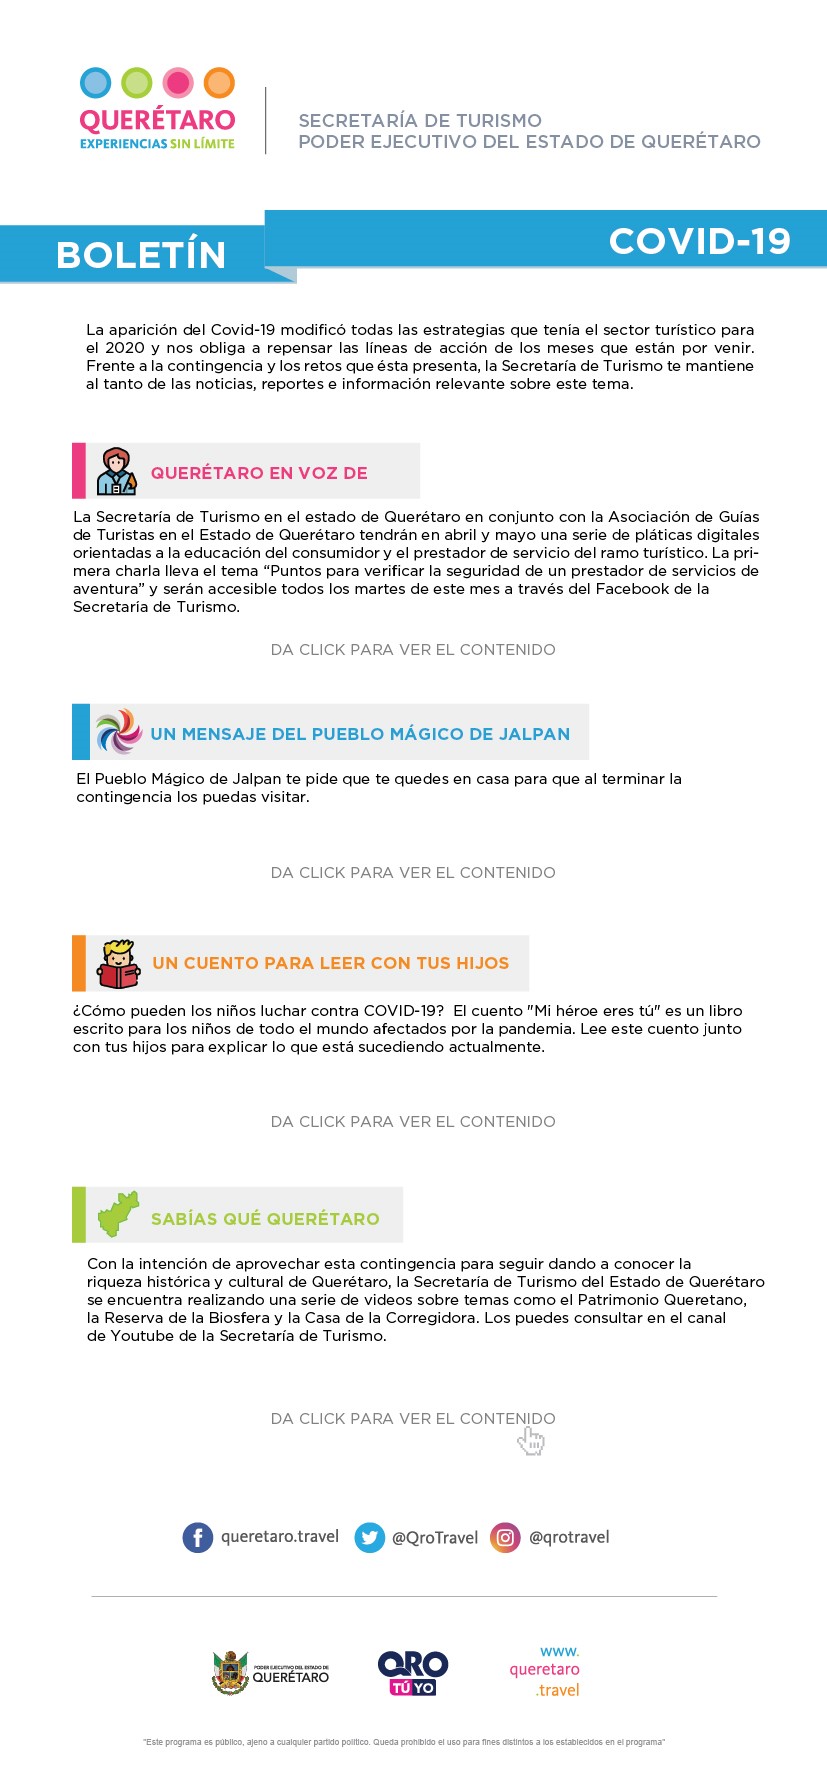 QUERÉTARO
EXPERIENCIAS SIN LÍMITE
SECRETARÍA DE TURISMO
PODER EJECUTIVO DEL ESTADO DE QUERÉTARO
BOLETÍN
COVID-19
La aparición del Covid-19 modificó todas las estrategias que tenía el sector turístico para
el 2020 y nos obliga a repensar las líneas de acción de los meses que están por venir.
Frente a la contingencia y los retos que ésta presenta, la Secretaría de Turismo te mantiene
al tanto de las noticias, reportes e información relevante sobre este tema.
QUERÉTARO EN VOZ DE
La Secretaría de Turismo en el estado de Querétaro en conjunto con la Asociación de Guías
de Turistas en el Estado de Querétaro tendrán en abril y mayo una serie de pláticas digitales
orientadas a la educación del consumidor y el prestador de servicio del ramo turístico. La pri-
mera charla lleva el tema “Puntos para verificar la seguridad de un prestador de servicios de
aventura” y serán accesible todos los martes de este mes a través del Facebook de la
Secretaría de Turismo.
DA CLICK PARA VER EL CONTENIDO
UN MENSAJE DEL PUEBLO MÁGICO DE JALPAN
El Pueblo Mágico de Jalpan te pide que te quedes en casa para que al terminar la
contingencia los puedas visitar.
DA CLICK PARA VER EL CONTENIDO
UN CUENTO PARA LEER CON TUS HIJOS
¿Cómo pueden los niños luchar contra COVID-19?  El cuento "Mi héroe eres tú" es un libro
escrito para los niños de todo el mundo afectados por la pandemia. Lee este cuento junto
con tus hijos para explicar lo que está sucediendo actualmente.
DA CLICK PARA VER EL CONTENIDO
SABÍAS QUÉ QUERÉTARO
Con la intención de aprovechar esta contingencia para seguir dando a conocer la
riqueza histórica y cultural de Querétaro, la Secretaría de Turismo del Estado de Querétaro
se encuentra realizando una serie de videos sobre temas como el Patrimonio Queretano,
la Reserva de la Biosfera y la Casa de la Corregidora. Los puedes consultar en el canal
de Youtube de la Secretaría de Turismo.
DA CLICK PARA VER EL CONTENIDO
queretaro.travel @QroTravel @qrotravel
PODER EJECUTIVO DEL ESTADO DE
QUERÉTARO
QRO
TÚ YO
www.
queretaro
.travel
"Este programa es público, ajeno a cualquier partido político. Queda prohibido el uso para fines distintos a los establecidos en el programa"